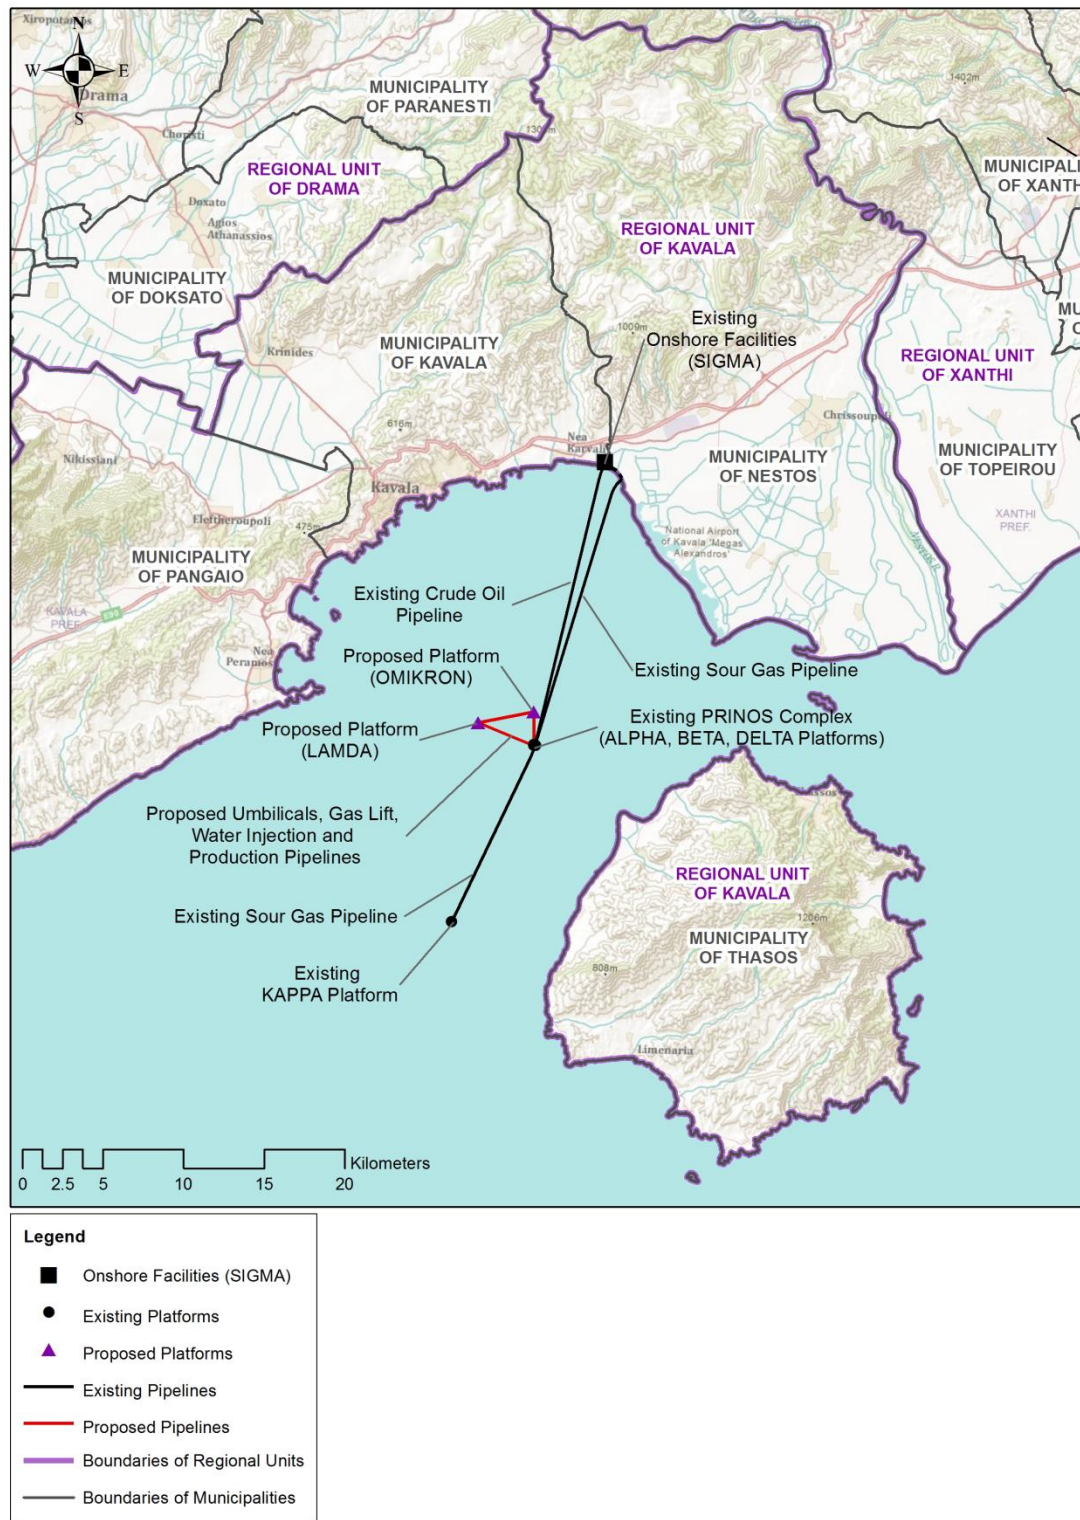 Xiropotamos
N
W
E
S
Drama
MUNICIPALITY
OF PARANESTI
1402m
Choristi
1309m
REGIONAL UNIT
OF DRAMA
MUNICIPALI
OF XANTH
Doxato
Agios
Athanassios
REGIONAL UNIT
OF KAVALA
MUNICIPALITY
OF DOKSATO
MU
O
Existing
Onshore Facilities
(SIGMA)
1009m
MUNICIPALITY
OF KAVALA
Krinides
REGIONAL UNIT
OF XANTHI
Chrissoupoli
616m
Nea
Karvali
Nikissiani
MUNICIPALITY
OF NESTOS
MUNICIPALITY
OF TOPEIROU
Kavala
XANTHI
PREF.
Eleftheroupoli
475m
National Airport
of Kavala 'Megas
Alexandros'
MUNICIPALITY
OF PANGAIO
Existing Crude Oil
Pipeline
KAVALA
PREF.
Nea
Peramos
Proposed Platform
(OMIKRON)
Existing Sour Gas Pipeline
Proposed Platform
(LAMDA)
Existing PRINOS Complex
(ALPHA, BETA, DELTA Platforms)
Proposed Umbilicals, Gas Lift,
Water Injection and
Production Pipelines
REGIONAL UNIT
OF KAVALA
Existing Sour Gas Pipeline
1206m
MUNICIPALITY
OF THASOS
Existing
KAPPA Platform
808m
Limenaria
Kilometers
0 2.5 5 10 15 20
Legend
Onshore Facilities (SIGMA)
Existing Platforms
Proposed Platforms
Existing Pipelines
Proposed Pipelines
Boundaries of Regional Units
Boundaries of Municipalities